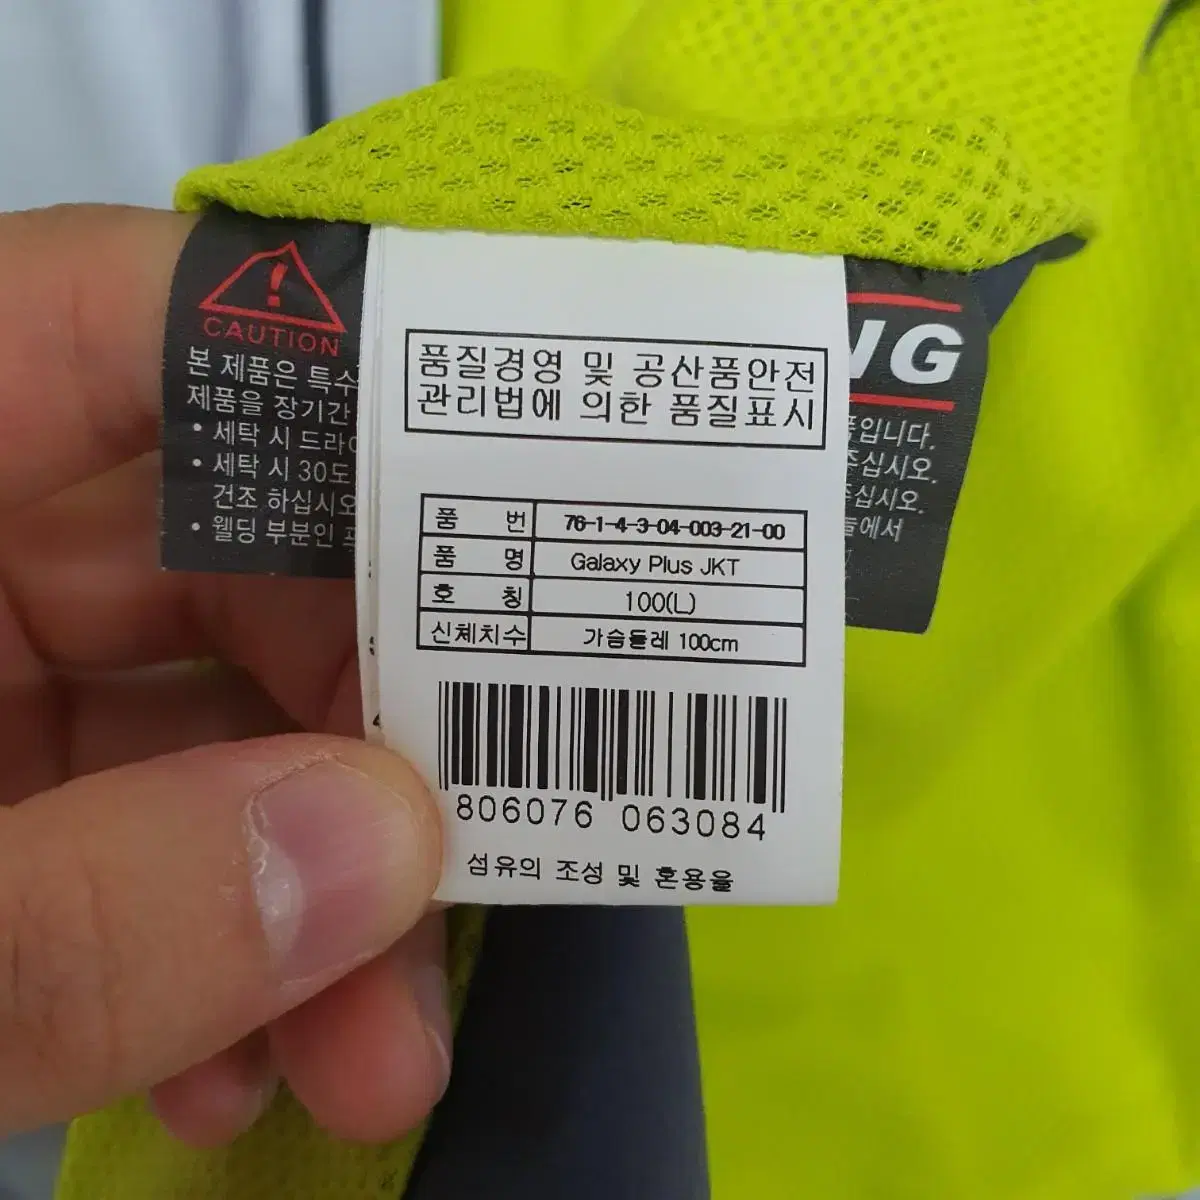 CAUTION
본 제품은 특수
제품을 장기간
• 세탁 시 드라이
• 세탁 시 30도
건조 하십시오
• 웰딩 부분인
품질경영 및 공산품안전
관리법에 의한 품질표시
품 번 76-1-4-3-04-003-21-00
품 명 Galaxy Plus JKT
호 칭 100(L)
신체치수 가슴둘레 100cm
806076 063084
섬유의 조성 및 혼용율
NG
품입니다.
주십시오.
주십시오.
들에서